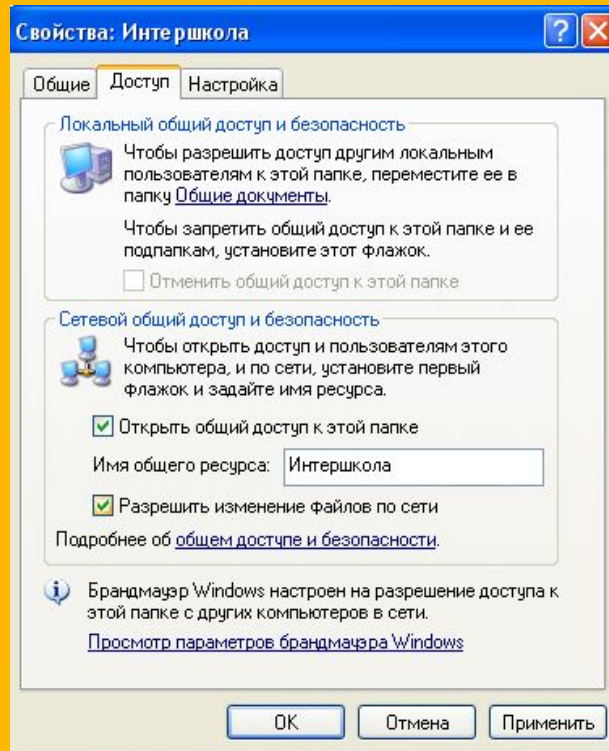 Свойства: Интершкола
Общие Доступ Настройка
Локальный общий доступ и безопасность
Чтобы разрешить доступ другим локальным
пользователям к этой папке, переместите ее в
папку Общие документы.
Чтобы запретить общий доступ к этой папке и ее
подпапкам, установите этот флажок.
Отменить общий доступ к этой папке
Сетевой общий доступ и безопасность
Чтобы открыть доступ и пользователям этого
компьютера, и по сети, установите первый
флажок и задайте имя ресурса.
Открыть общий доступ к этой папке
Имя общего ресурса: Интершкола
Разрешить изменение файлов по сети
Подробнее об общем доступе и безопасности.
Брандмауэр Windows настроен на разрешение доступа к
этой папке с других компьютеров в сети.
Просмотр параметров брандмауэра Windows
OK Отмена Применить